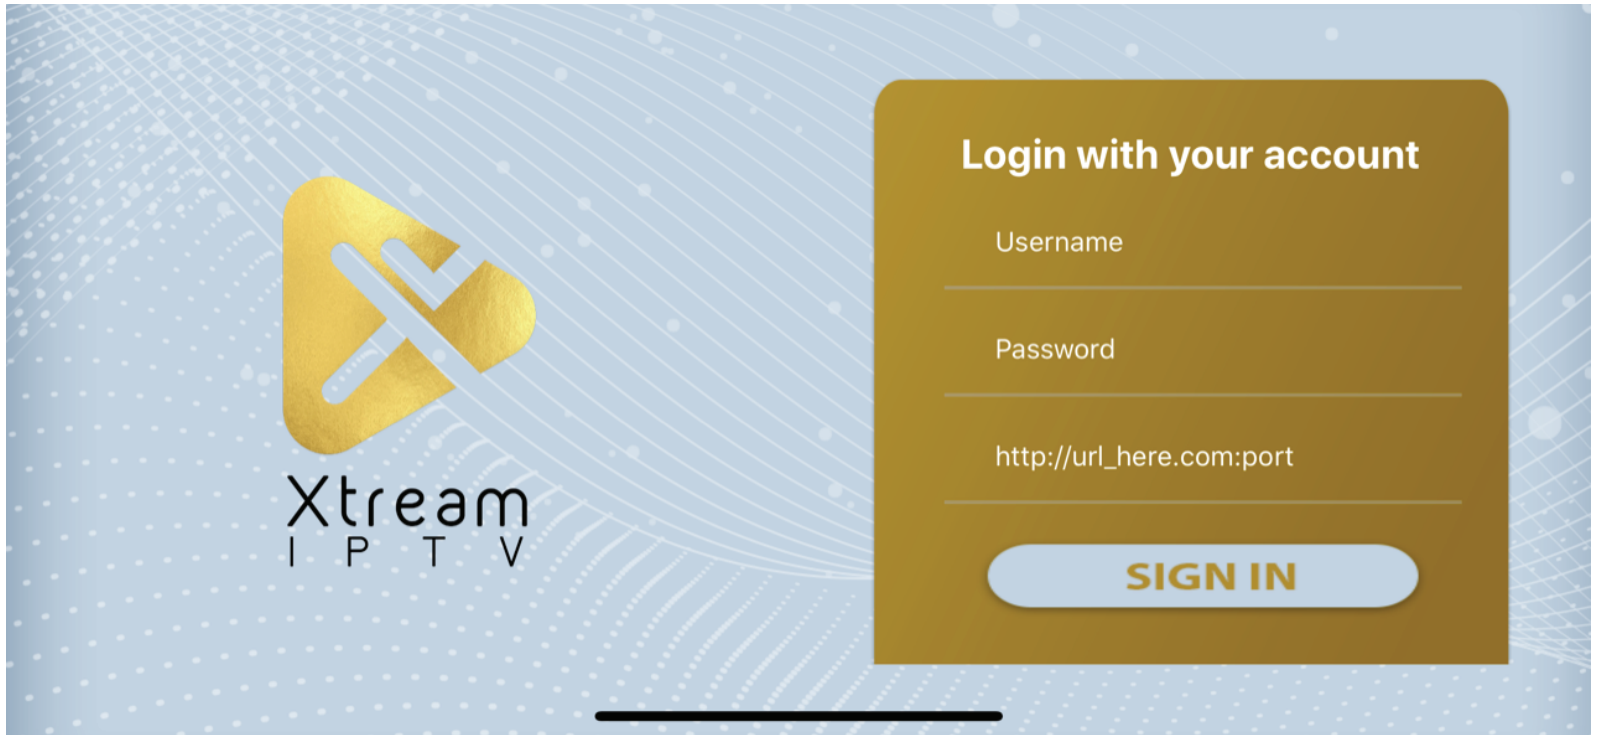 Xtream
IPTV
Login with your account
Username
Password
http://url_here.com:port
SIGN IN